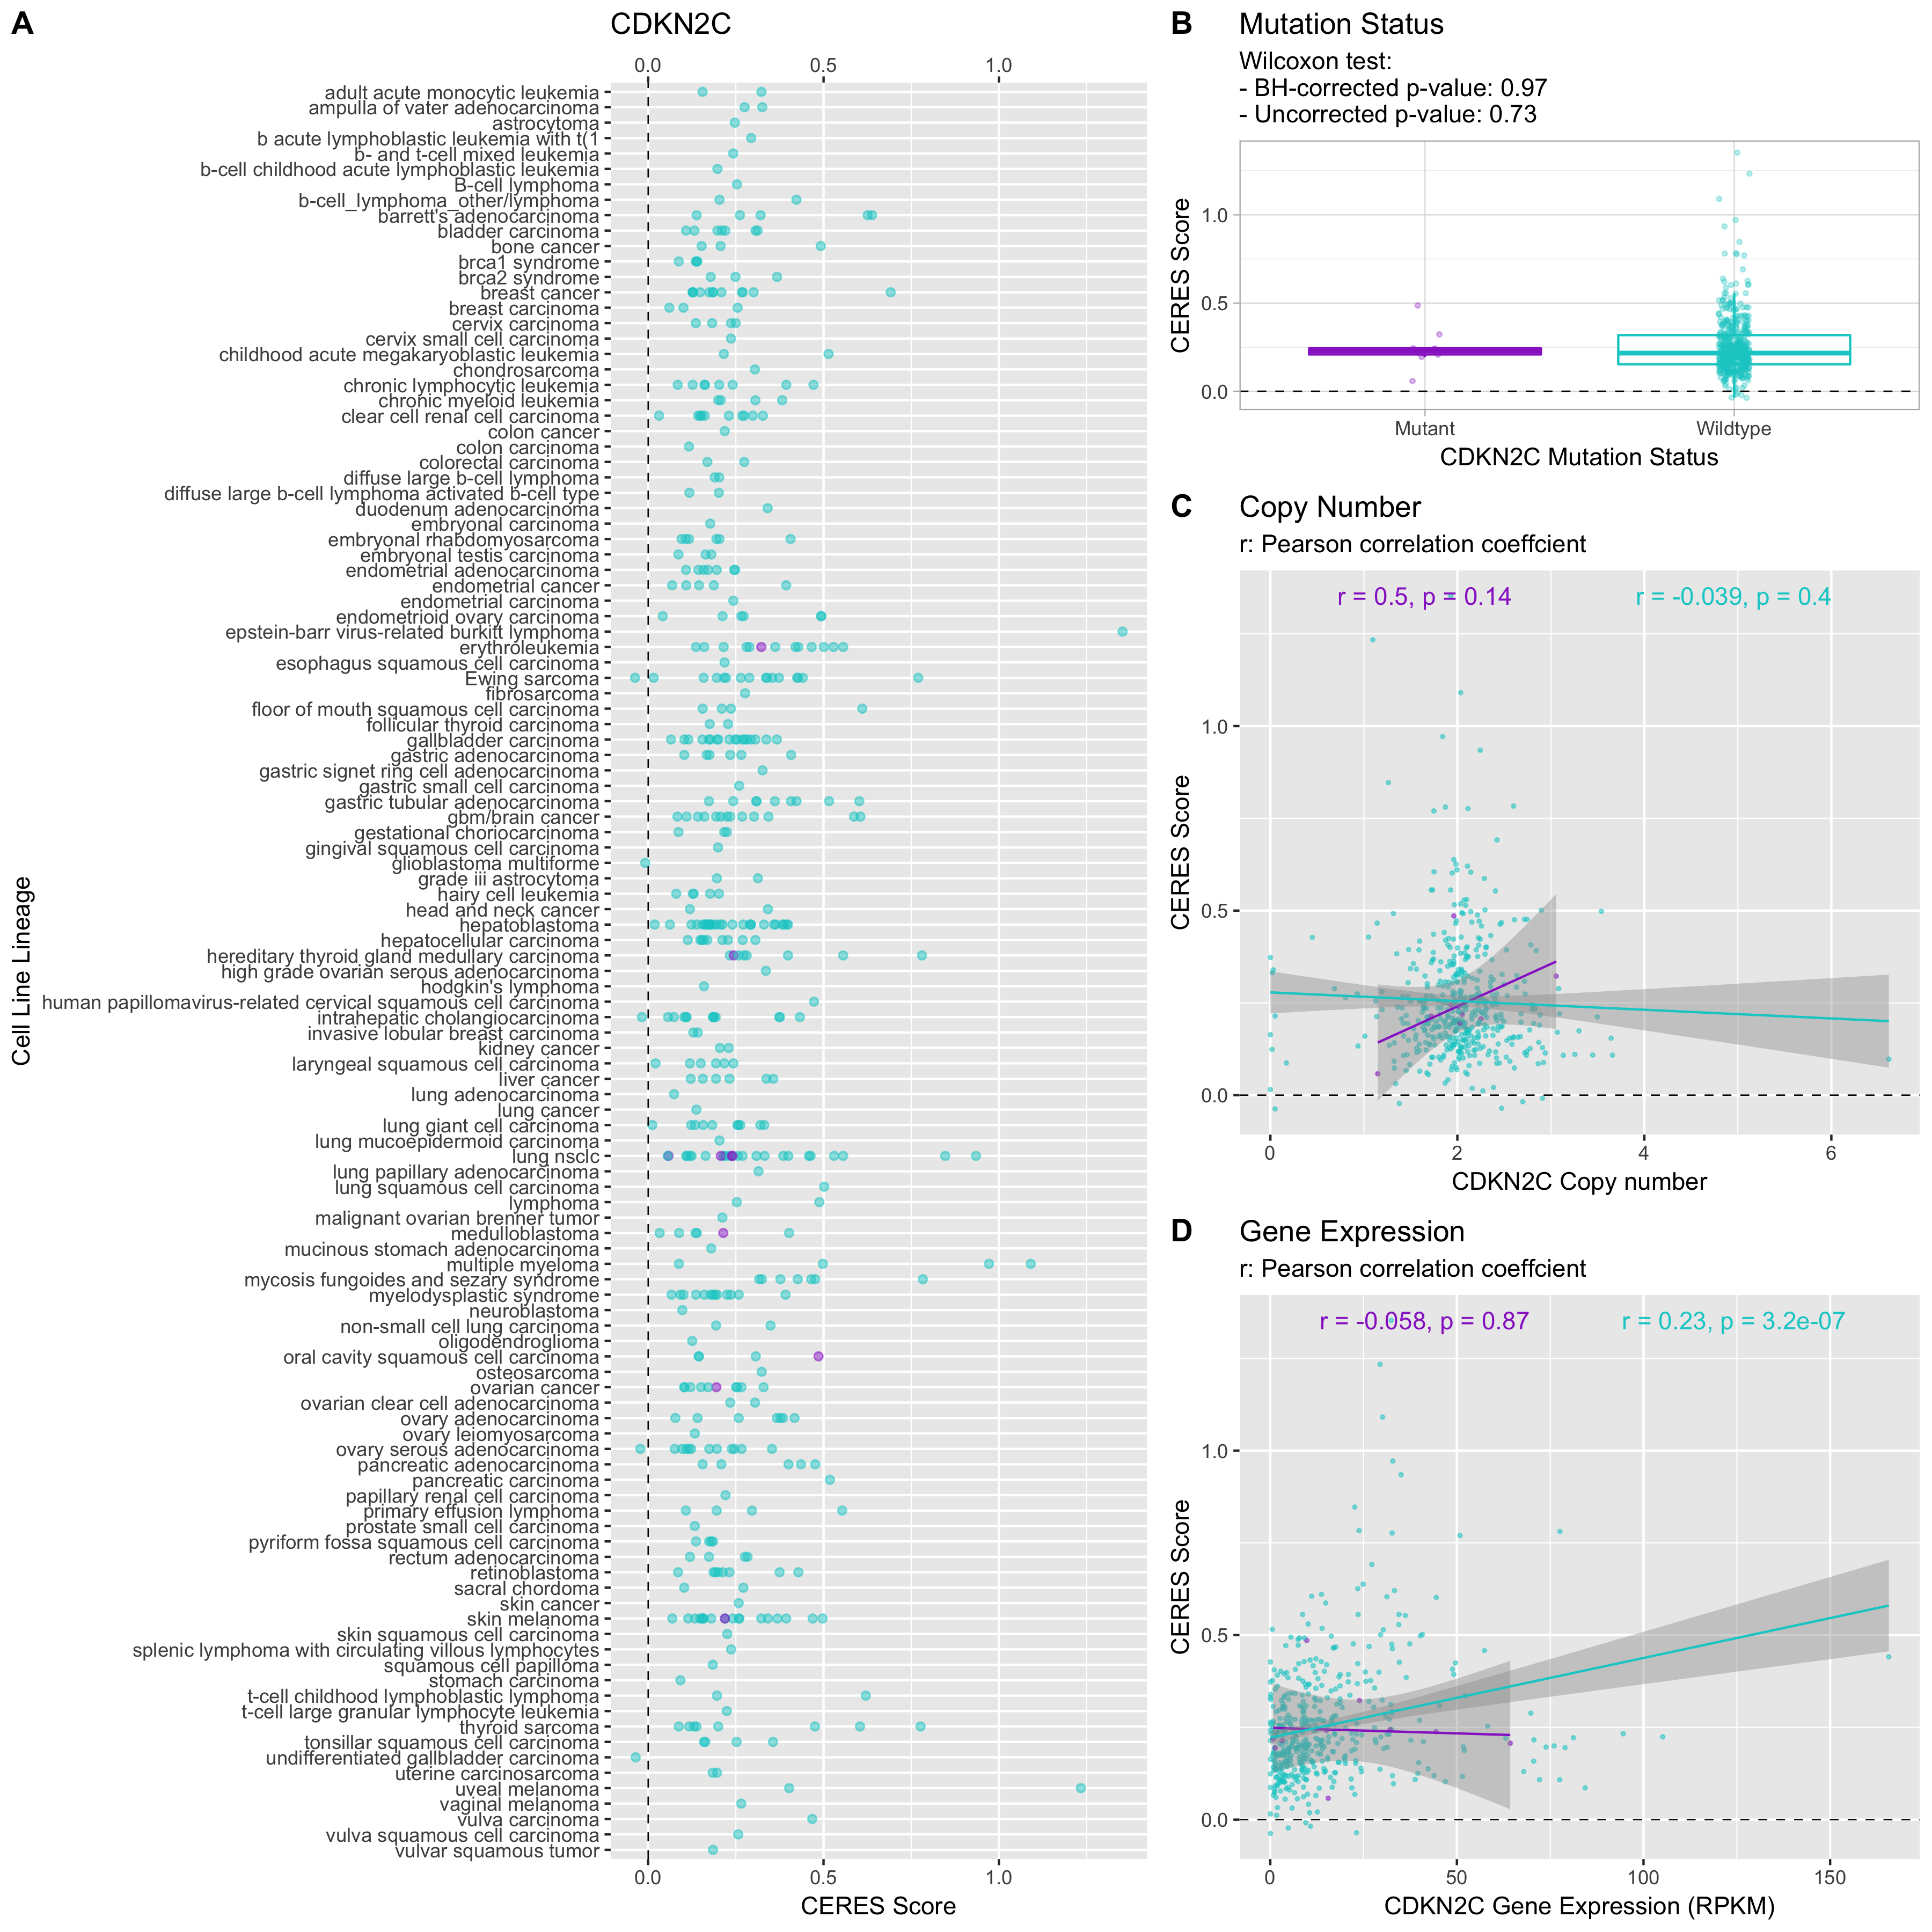 A
CDKN2C
0.0 0.5 1.0
adult acute monocytic leukemia
ampulla of vater adenocarcinoma
astrocytoma
b acute lymphoblastic leukemia with t(1
b- and t-cell mixed leukemia
b-cell childhood acute lymphoblastic leukemia
B-cell lymphoma
b-cell_lymphoma_other/lymphoma
barrett's adenocarcinoma
bladder carcinoma
bone cancer
brca1 syndrome
brca2 syndrome
breast cancer
breast carcinoma
cervix carcinoma
cervix small cell carcinoma
childhood acute megakaryoblastic leukemia
chondrosarcoma
chronic lymphocytic leukemia
chronic myeloid leukemia
clear cell renal cell carcinoma
colon cancer
colon carcinoma
colorectal carcinoma
diffuse large b-cell lymphoma
diffuse large b-cell lymphoma activated b-cell type
duodenum adenocarcinoma
embryonal carcinoma
embryonal rhabdomyosarcoma
embryonal testis carcinoma
endometrial adenocarcinoma
endometrial cancer
endometrial carcinoma
endometrioid ovary carcinoma
epstein-barr virus-related burkitt lymphoma
erythroleukemia
esophagus squamous cell carcinoma
Ewing sarcoma
fibrosarcoma
floor of mouth squamous cell carcinoma
follicular thyroid carcinoma
gallbladder carcinoma
gastric adenocarcinoma
gastric signet ring cell adenocarcinoma
gastric small cell carcinoma
gastric tubular adenocarcinoma
gbm/brain cancer
gestational choriocarcinoma
gingival squamous cell carcinoma
glioblastoma multiforme
grade iii astrocytoma
hairy cell leukemia
head and neck cancer
hepatoblastoma
hepatocellular carcinoma
hereditary thyroid gland medullary carcinoma
high grade ovarian serous adenocarcinoma
hodgkin's lymphoma
human papillomavirus-related cervical squamous cell carcinoma
intrahepatic cholangiocarcinoma
invasive lobular breast carcinoma
kidney cancer
laryngeal squamous cell carcinoma
liver cancer
lung adenocarcinoma
lung cancer
lung giant cell carcinoma
lung mucoepidermoid carcinoma
lung nsclc
lung papillary adenocarcinoma
lung squamous cell carcinoma
lymphoma
malignant ovarian brenner tumor
medulloblastoma
mucinous stomach adenocarcinoma
multiple myeloma
mycosis fungoides and sezary syndrome
myelodysplastic syndrome
neuroblastoma
non-small cell lung carcinoma
oligodendroglioma
oral cavity squamous cell carcinoma
osteosarcoma
ovarian cancer
ovarian clear cell adenocarcinoma
ovary adenocarcinoma
ovary leiomyosarcoma
ovary serous adenocarcinoma
pancreatic adenocarcinoma
pancreatic carcinoma
papillary renal cell carcinoma
primary effusion lymphoma
prostate small cell carcinoma
pyriform fossa squamous cell carcinoma
rectum adenocarcinoma
retinoblastoma
sacral chordoma
skin cancer
skin melanoma
skin squamous cell carcinoma
splenic lymphoma with circulating villous lymphocytes
squamous cell papilloma
stomach carcinoma
t-cell childhood lymphoblastic lymphoma
t-cell large granular lymphocyte leukemia
thyroid sarcoma
tonsillar squamous cell carcinoma
undifferentiated gallbladder carcinoma
uterine carcinosarcoma
uveal melanoma
vaginal melanoma
vulva carcinoma
vulva squamous cell carcinoma
vulvar squamous tumor
0.0 0.5 1.0
CERES Score
Cell Line Lineage
B
Mutation Status
Wilcoxon test:
- BH-corrected p-value: 0.97
- Uncorrected p-value: 0.73
1.0
0.5
0.0
CERES Score
Mutant Wildtype
CDKN2C Mutation Status
C
Copy Number
r: Pearson correlation coeffcient
r = 0.5, p = 0.14 r = -0.039, p = 0.4
1.0
0.5
0.0
CERES Score
0 2 4 6
CDKN2C Copy number
D
Gene Expression
r: Pearson correlation coeffcient
r = -0.058, p = 0.87 r = 0.23, p = 3.2e-07
1.0
0.5
0.0
CERES Score
0 50 100 150
CDKN2C Gene Expression (RPKM)